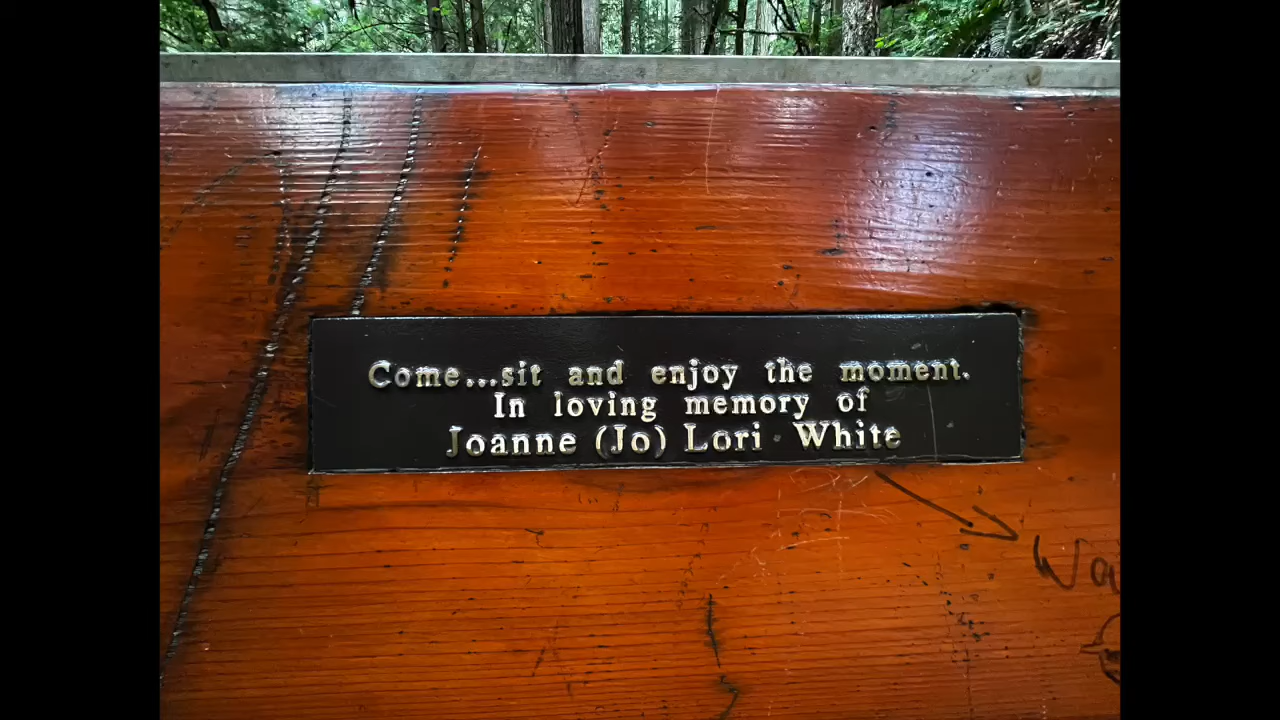 Come...sit and enjoy the moment.
In loving memory of
Joanne (Jo) Lori White